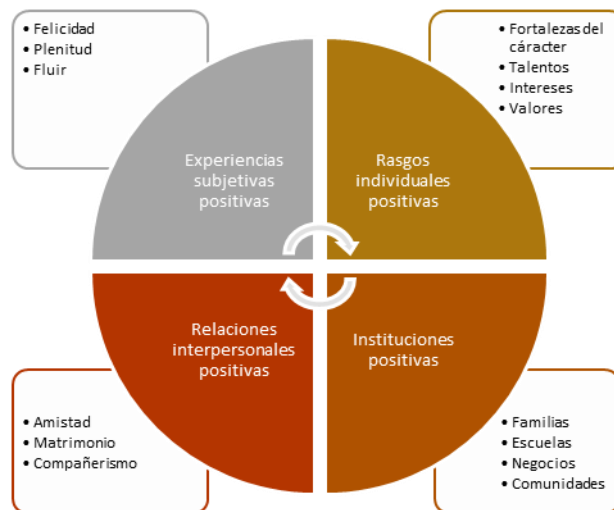 • Felicidad
• Plenitud
• Fluir
• Fortalezas del
cáracter
• Talentos
• Intereses
• Valores
Experiencias
subjetivas
positivas
Rasgos
individuales
positivas
Relaciones
interpersonales
positivas
Instituciones
positivas
• Amistad
• Matrimonio
• Compañerismo
• Familias
• Escuelas
• Negocios
• Comunidades